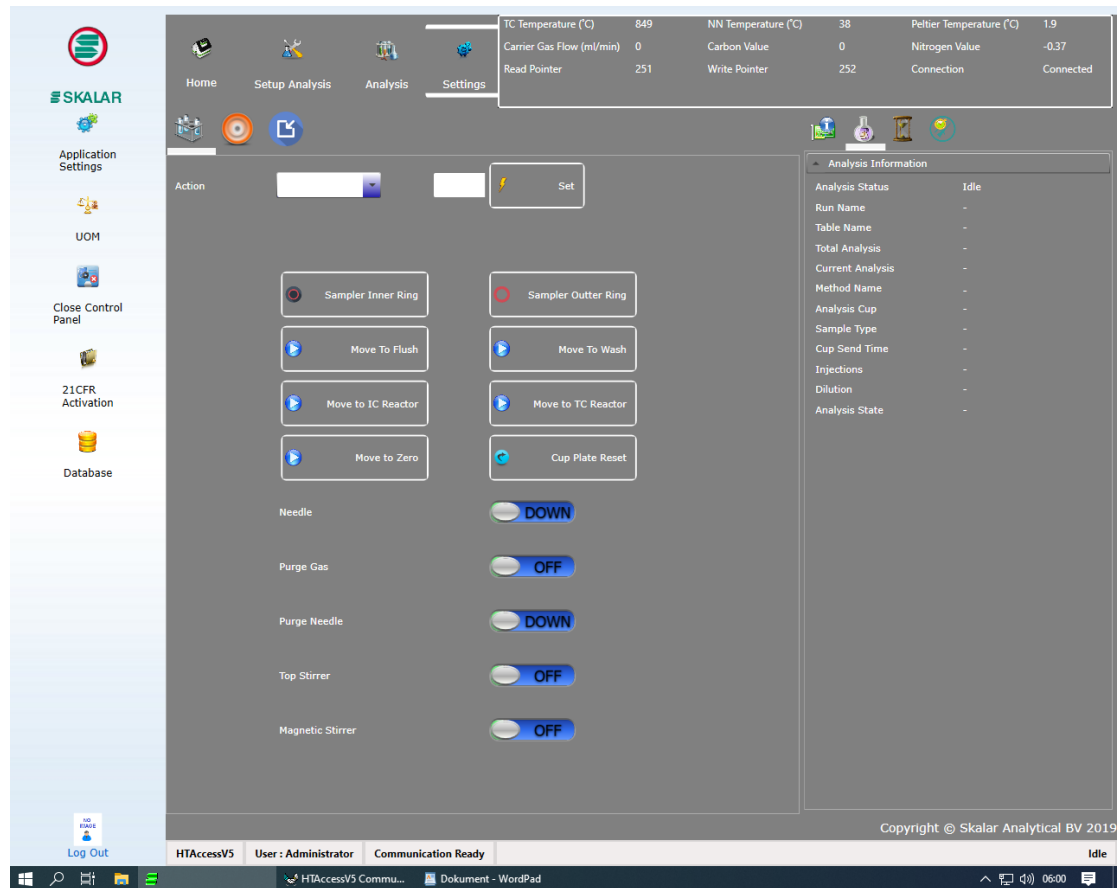 TC Temperature (°C) 849 NN Temperature (°C) 38 Peltier Temperature (°C) 1.9
Carrier Gas Flow (ml/min) 0 Carbon Value 0 Nitrogen Value -0.37
Read Pointer 251 Write Pointer 252 Connection Connected
Home Setup Analysis Analysis Settings
SKALAR
Application
Settings
UOM
Close Control
Panel
21CFR
Activation
Database
NO
IMAGE
Log Out
Action Set
Sampler Inner Ring Sampler Outter Ring
Move To Flush Move To Wash
Move to IC Reactor Move to TC Reactor
Move to Zero Cup Plate Reset
Needle DOWN
Purge Gas OFF
Purge Needle DOWN
Top Stirrer OFF
Magnetic Stirrer OFF
Analysis Information
Analysis Status Idle
Run Name -
Table Name -
Total Analysis -
Current Analysis -
Method Name -
Analysis Cup -
Sample Type -
Cup Send Time -
Injections -
Dilution -
Analysis State -
Copyright © Skalar Analytical BV 2019
HTAccessV5 User : Administrator Communication Ready Idle
HTAccessV5 Commu... Dokument - WordPad 06:00